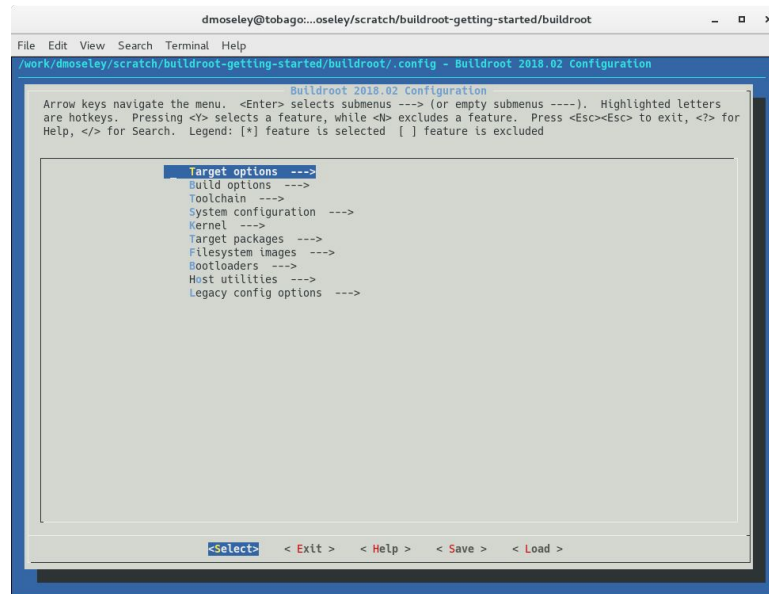 dmoseley@tobago:...oseley/scratch/buildroot-getting-started/buildroot
File Edit View Search Terminal Help
/work/dmoseley/scratch/buildroot-getting-started/buildroot/.config - Buildroot 2018.02 Configuration
Buildroot 2018.02 Configuration
Arrow keys navigate the menu. <Enter> selects submenus ---> (or empty submenus ----). Highlighted letters
are hotkeys. Pressing <Y> selects a feature, while <N> excludes a feature. Press <Esc><Esc> to exit, <?> for
Help, </> for Search. Legend: [*] feature is selected [ ] feature is excluded
Target options --->
Build options --->
Toolchain --->
System configuration --->
Kernel --->
Target packages --->
Filesystem images --->
Bootloaders --->
Host utilities --->
Legacy config options --->
<Select> < Exit > < Help > < Save > < Load >